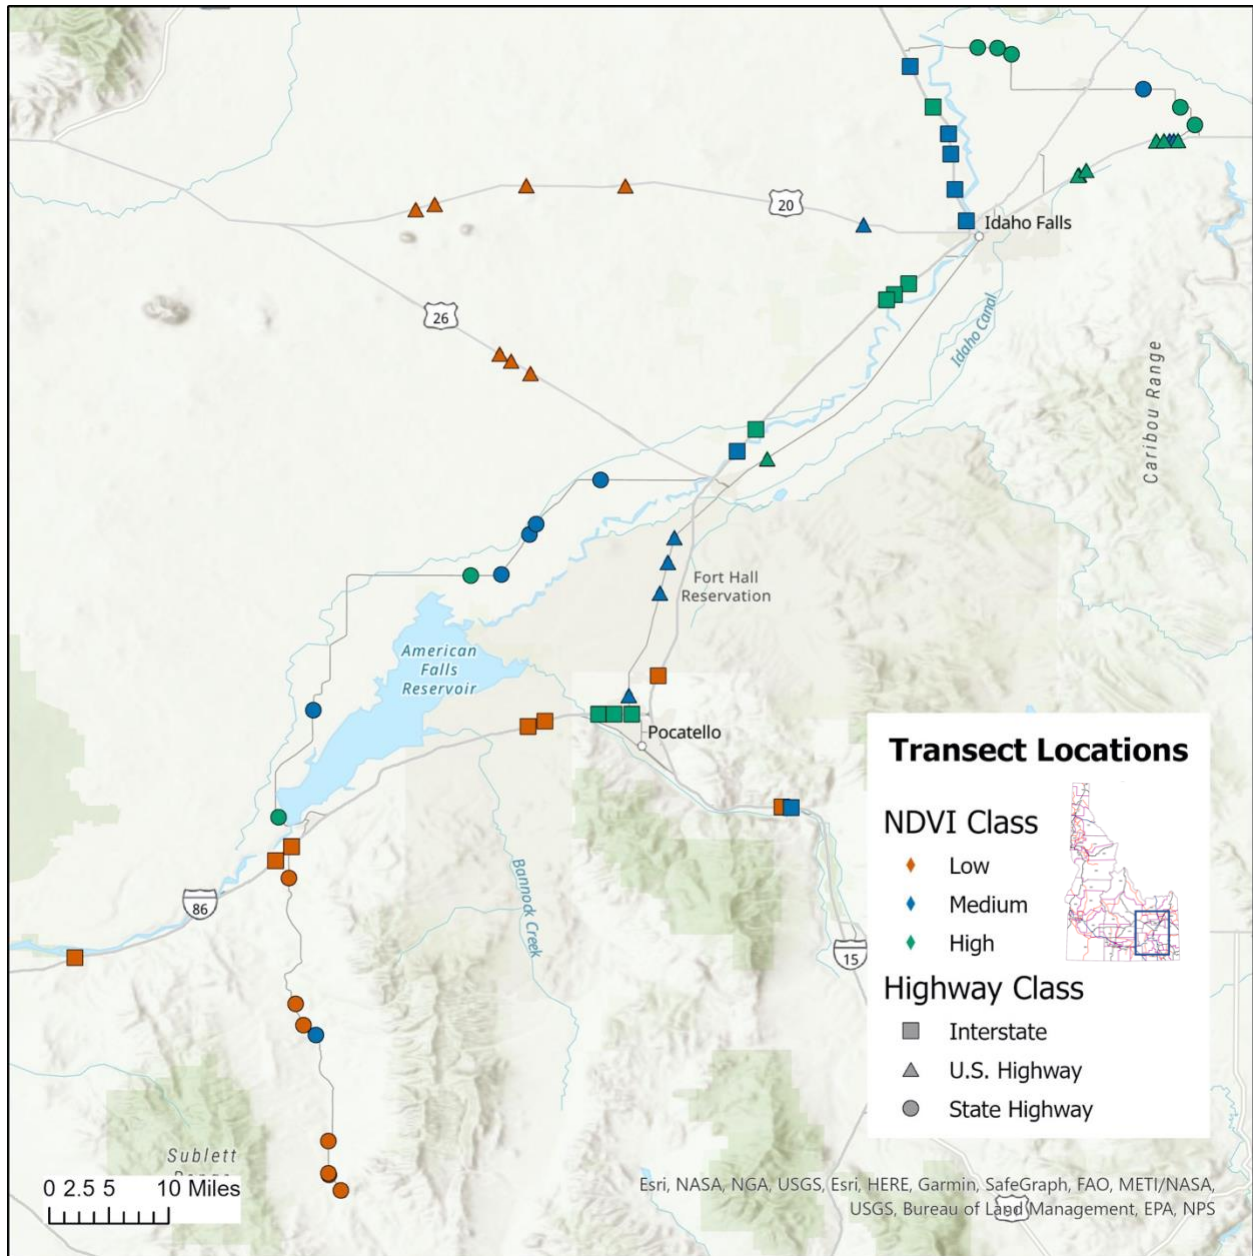 20
Idaho Falls
26
Idaho Canal
Caribou Range
Fort Hall
Reservation
American
Falls
Reservoir
Pocatello
Bannock Creek
86
15
Transect Locations
NDVI Class
Low
Medium
High
Highway Class
Interstate
U.S. Highway
State Highway
Sublett
0 2.5 5 10 Miles
Esri, NASA, NGA, USGS, Esri, HERE, Garmin, SafeGraph, FAO, METI/NASA,
USGS, Bureau of Land Management, EPA, NPS